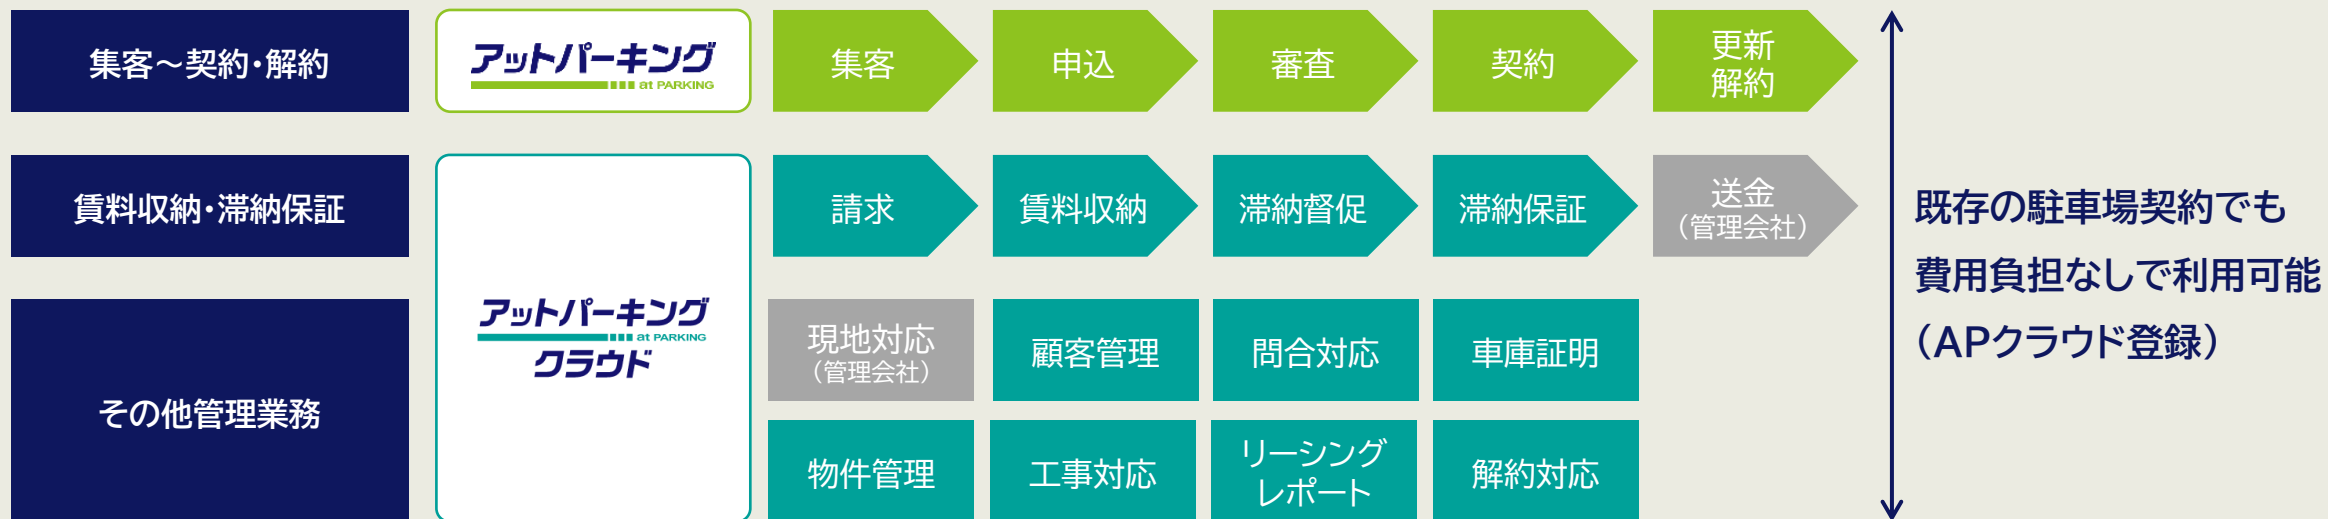 集客～契約・解約
アットパーキング
at PARKING
集客
申込
審査
契約
更新
解約
賃料収納・滞納保証
請求
賃料収納
滞納督促
滞納保証
送金
（管理会社）
その他管理業務
アットパーキング
at PARKING
クラウド
現地対応
（管理会社）
顧客管理
問合対応
車庫証明
物件管理
工事対応
リーシング
レポート
解約対応
既存の駐車場契約でも
費用負担なしで利用可能
（APクラウド登録）